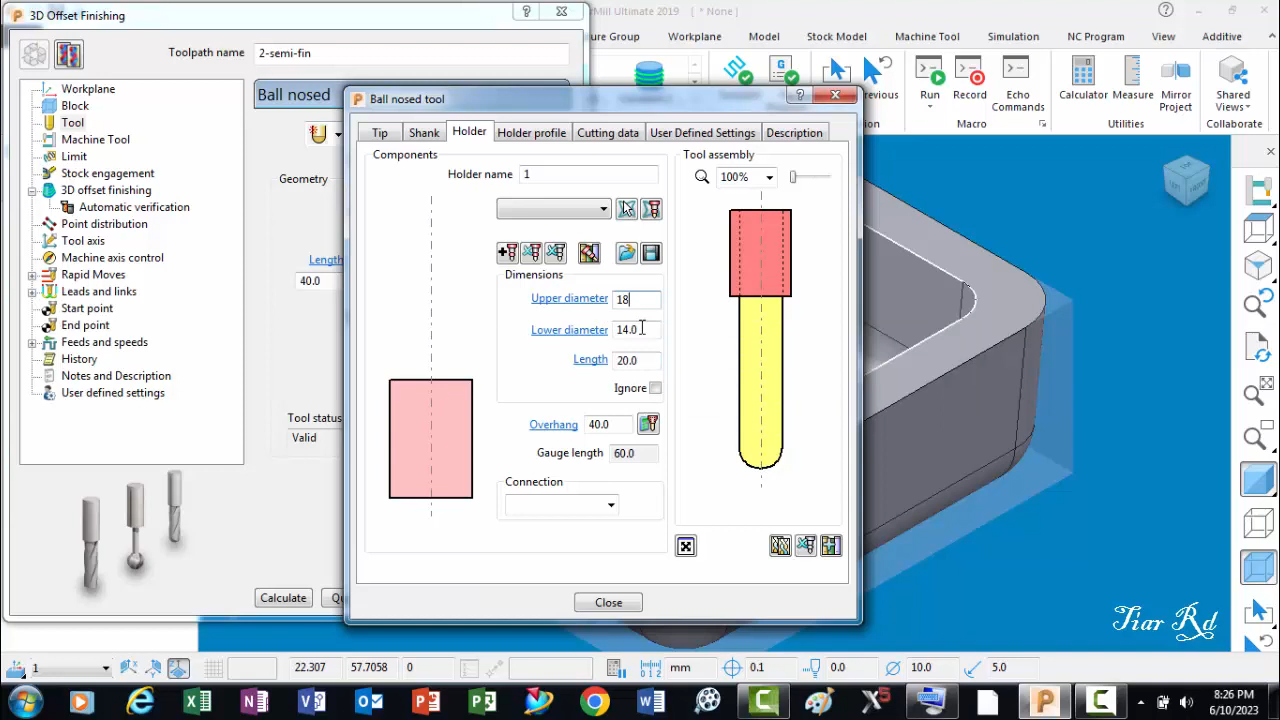 3D Offset Finishing
? X
rMill Ultimate 2019 [ * None ]
Toolpath name 2-semi-fin
ure Group Workplane Model Stock Model Machine Tool Simulation NC Program View Additive
Run Record Echo Commands
Macro
Calculator Measure Mirror Project
Utilities
Shared Views
Collaborate
revious
Workplane
Block
Tool
Machine Tool
Limit
Stock engagement
3D offset finishing
Automatic verification
Point distribution
Tool axis
Machine axis control
Rapid Moves
Leads and links
Start point
End point
Feeds and speeds
History
Notes and Description
User defined settings
Ball nosed
Geometry
Length
40.0
Tool status
Valid
Calculate
Qu
Ball nosed tool
Tip Shank Holder Holder profile Cutting data User Defined Settings Description
Components
Holder name 1
Dimensions
Upper diameter 18
Lower diameter 14.0
Length 20.0
Ignore
Overhang 40.0
Gauge length 60.0
Connection
Tool assembly
100%
Close
Tiar Rd
1 22.307 57.7058 0 mm 0.1 0.0 10.0 5.0
8:26 PM
6/10/2023